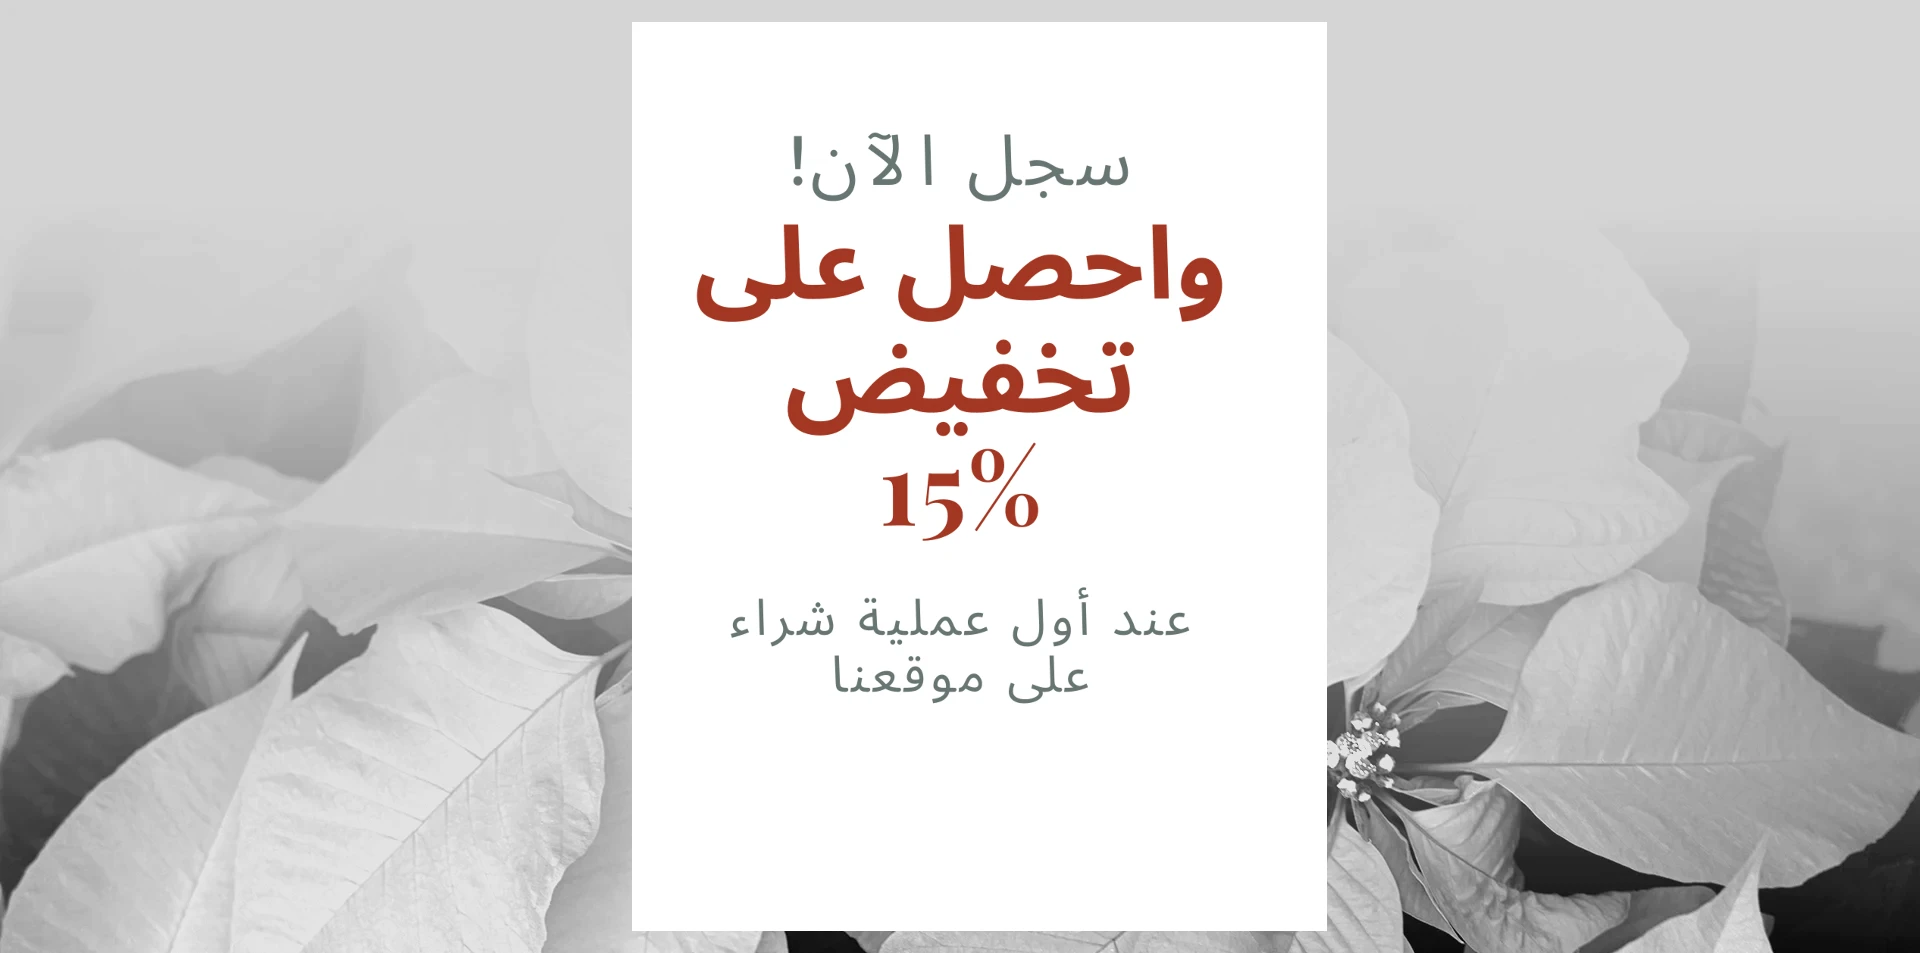 سجل الآن!
واحصل على
تخفيض
15%
عند أول عملية شراء
على موقعنا